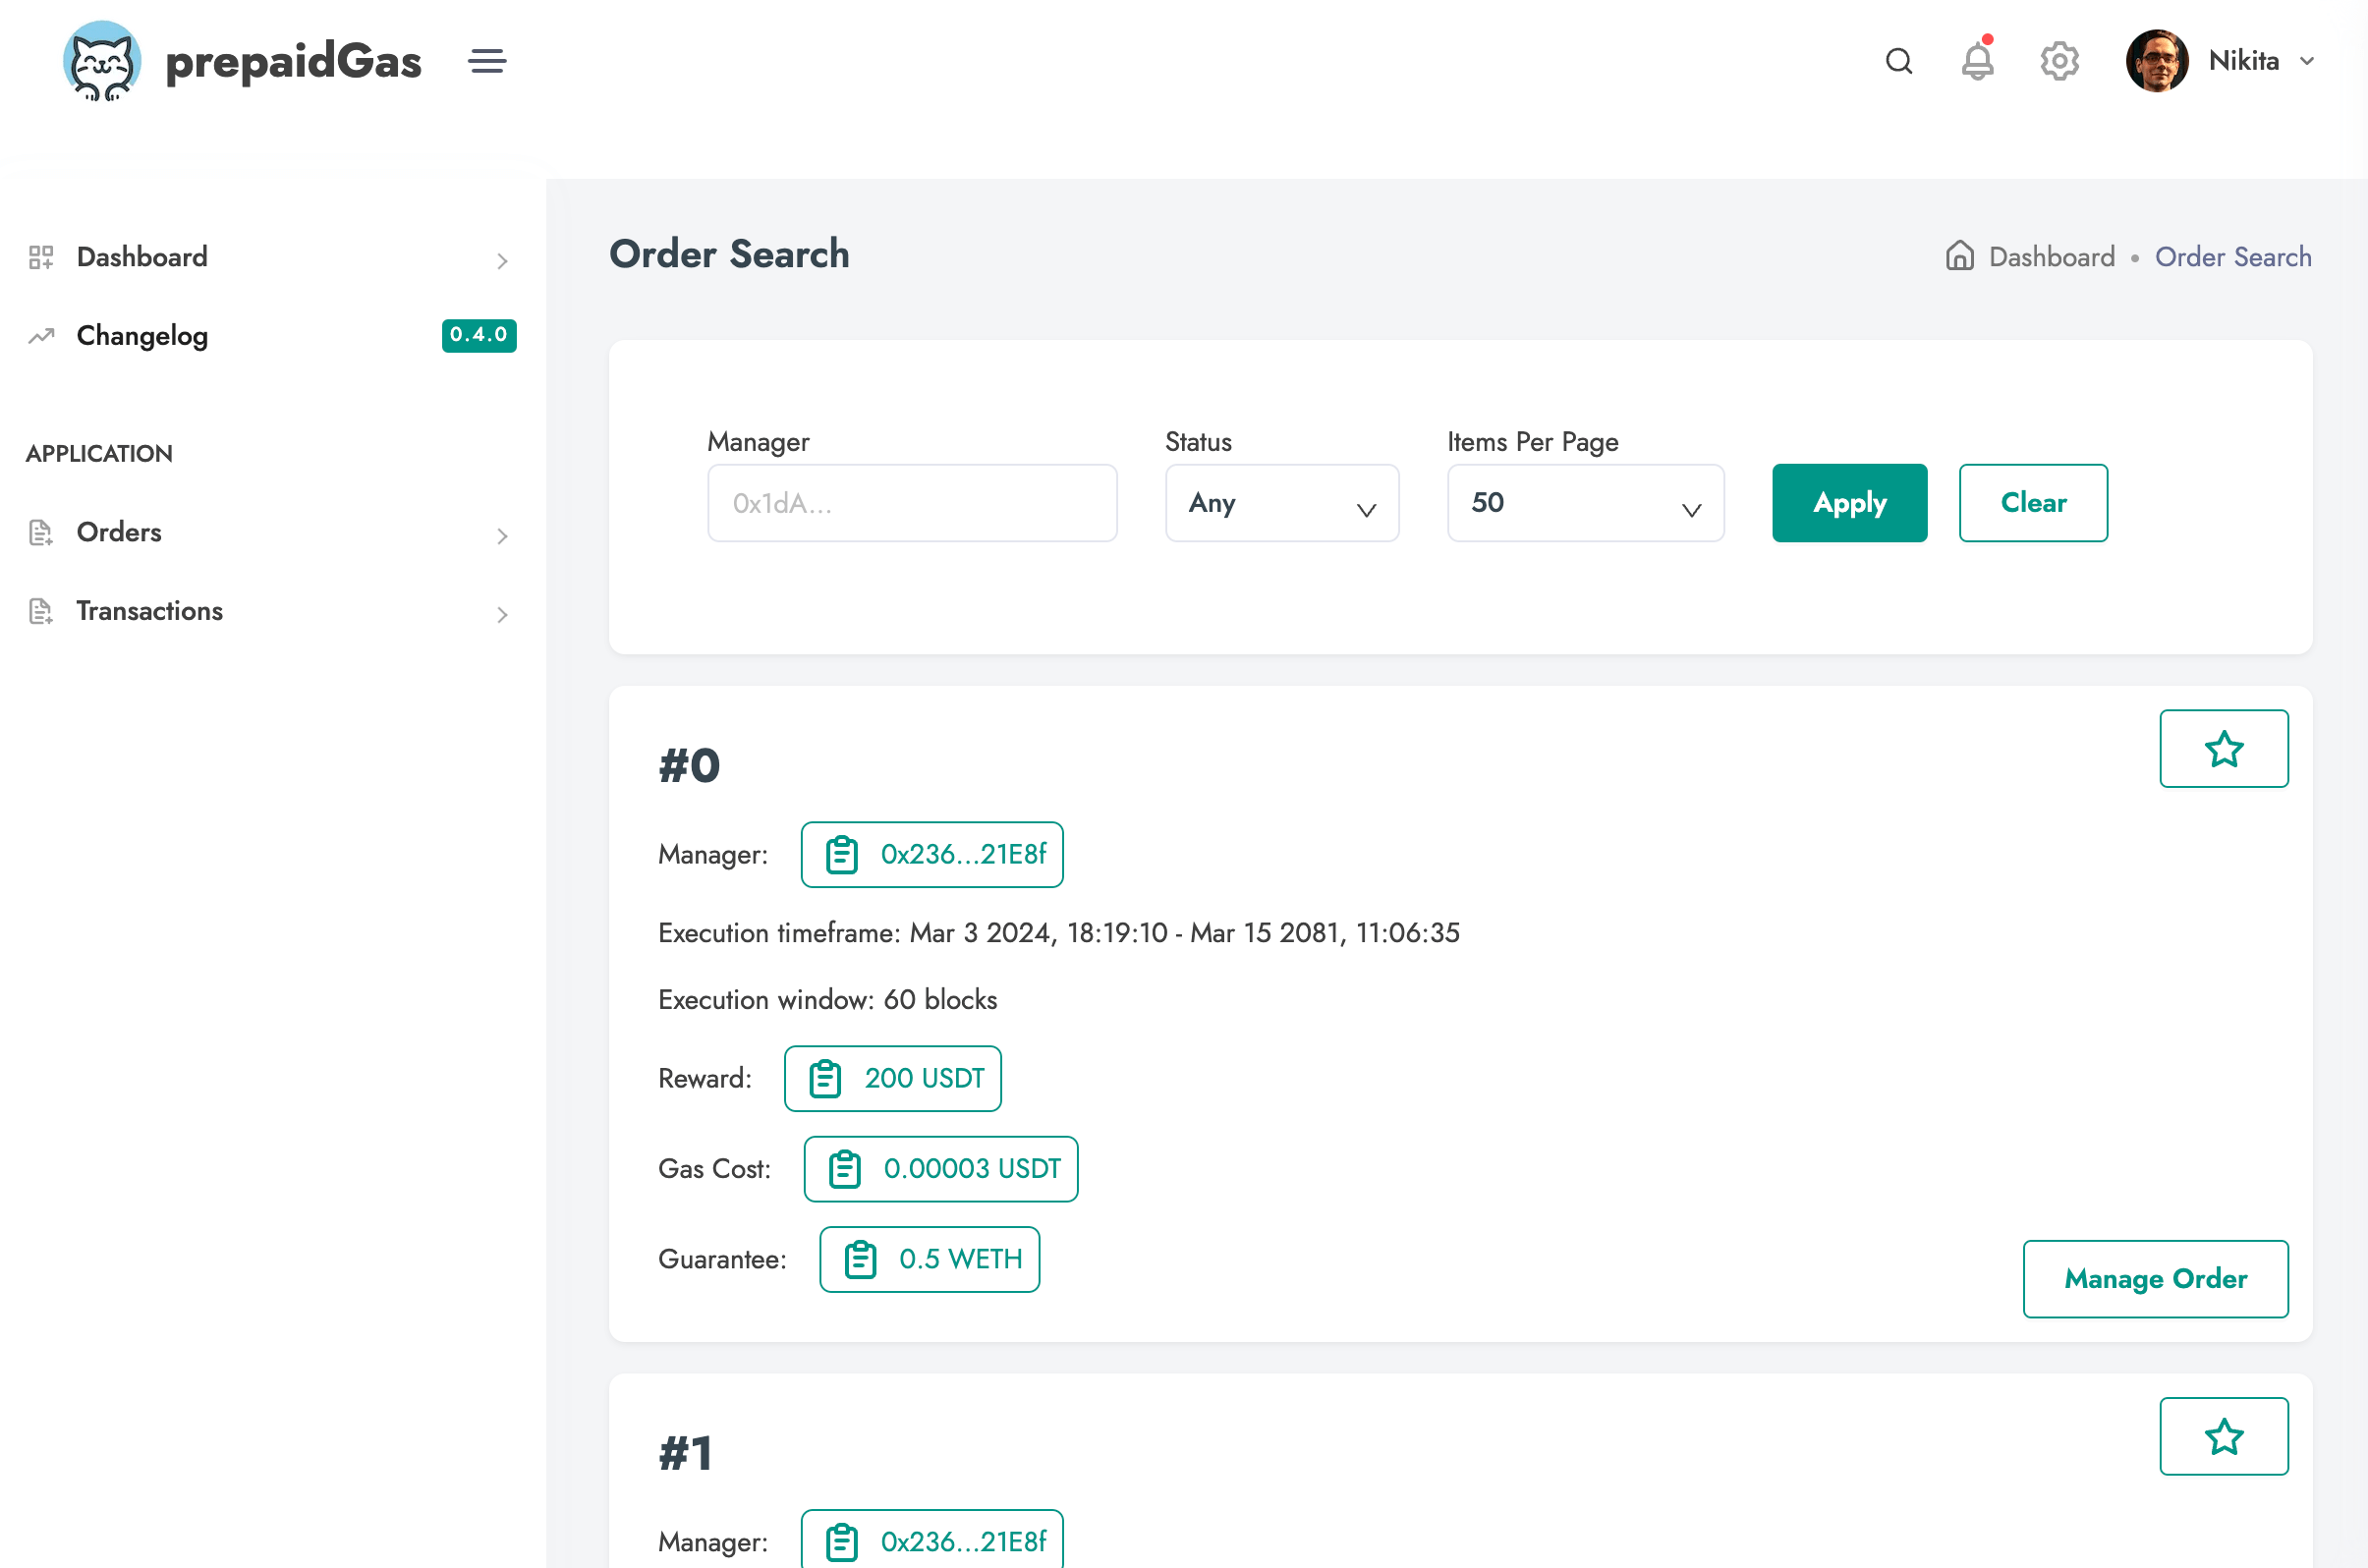 prepaidGas
Nikita
Dashboard
Changelog
0.4.0
APPLICATION
Orders
Transactions
Order Search
Dashboard • Order Search
Manager
0x1dA...
Status
Any
Items Per Page
50
Apply
Clear
#0
Manager: 0x236...21E8f
Execution timeframe: Mar 3 2024, 18:19:10 - Mar 15 2081, 11:06:35
Execution window: 60 blocks
Reward: 200 USDT
Gas Cost: 0.00003 USDT
Guarantee: 0.5 WETH
Manage Order
#1
Manager: 0x236...21E8f